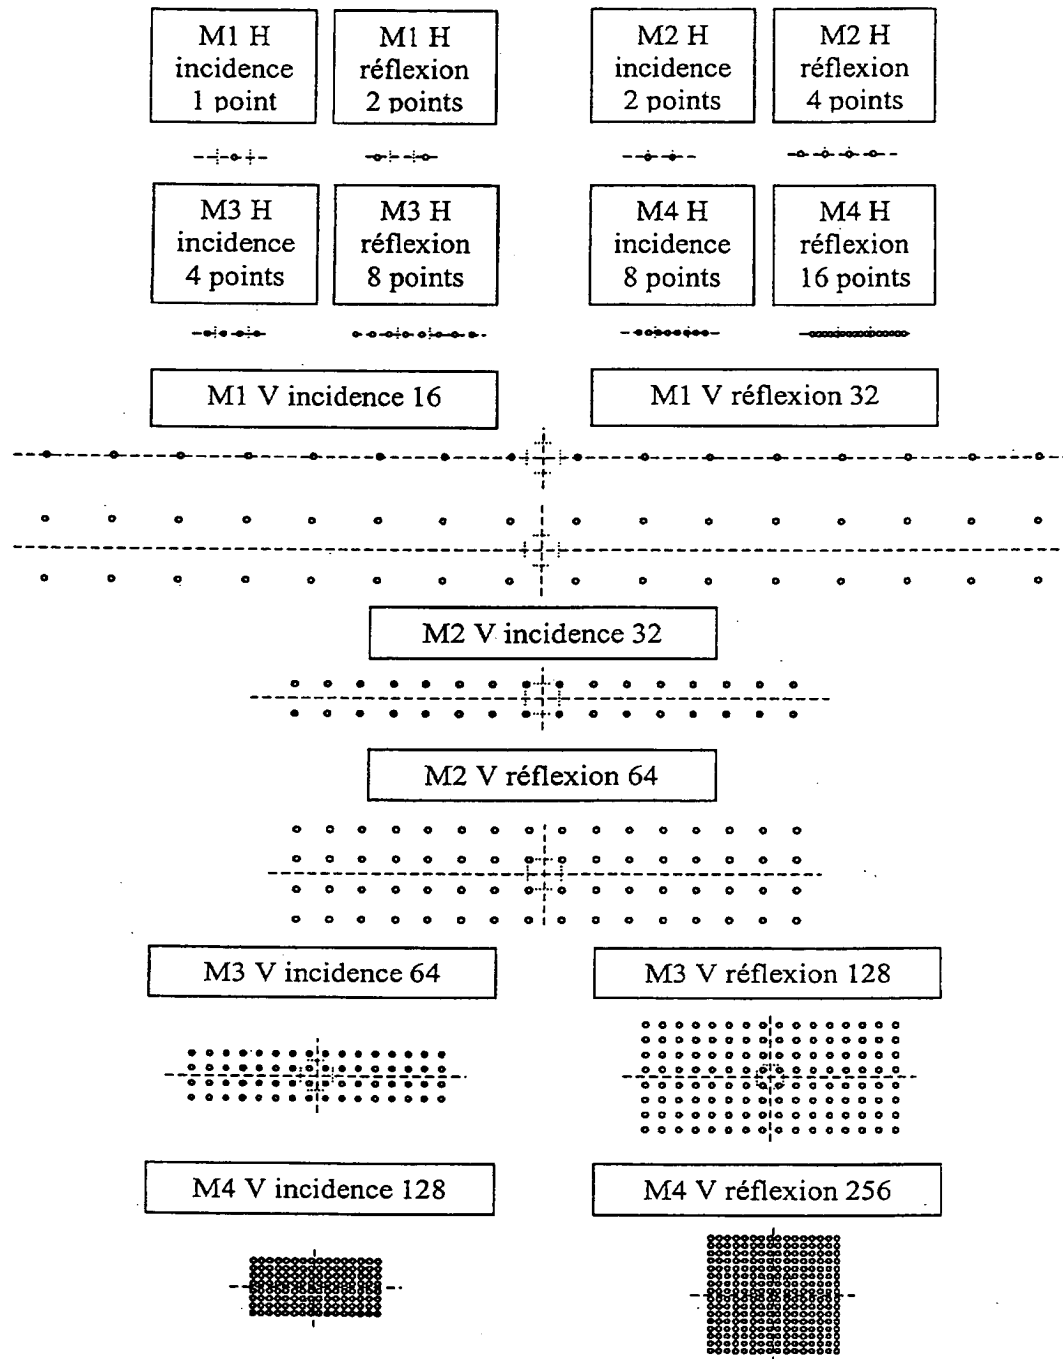 M1 H
incidence
1 point
M1 H
réflexion
2 points
M2 H
incidence
2 points
M2 H
réflexion
4 points
M3 H
incidence
4 points
M3 H
réflexion
8 points
M4 H
incidence
8 points
M4 H
réflexion
16 points
M1 V incidence 16
M1 V réflexion 32
M2 V incidence 32
M2 V réflexion 64
M3 V incidence 64
M3 V réflexion 128
M4 V incidence 128
M4 V réflexion 256